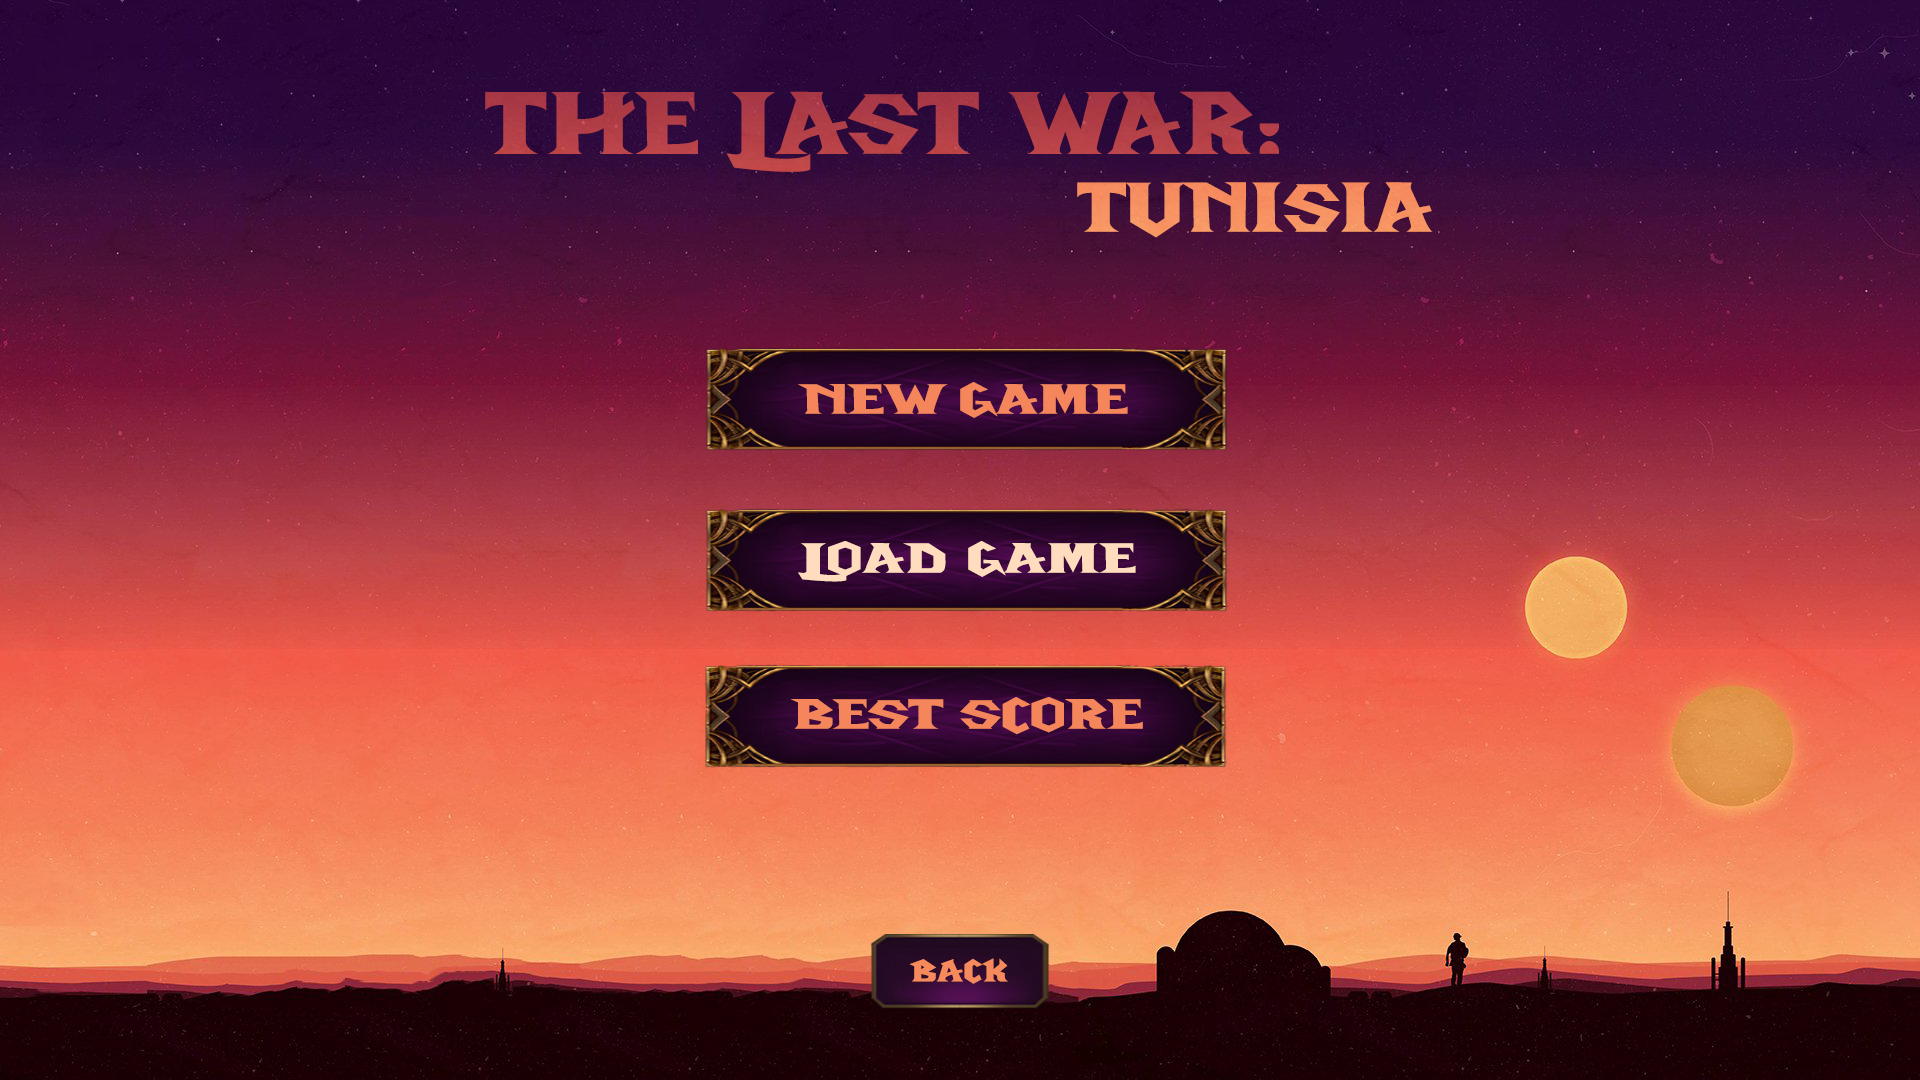 THE LAST WAR:
TUNISIA
NEW GAME
LOAD GAME
BEST SCORE
BACK